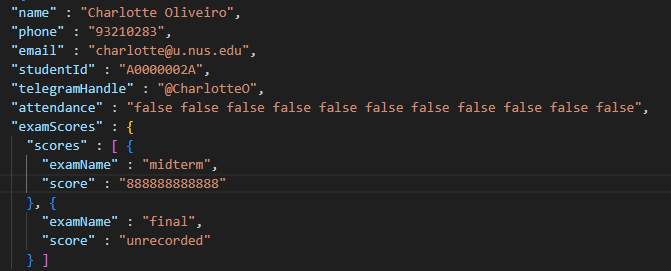 "name" : "Charlotte Oliveiro",
"phone" : "93210283",
"email" : "charlotte@u.nus.edu",
"studentId" : "A0000002A",
"telegramHandle" : "@CharlotteO",
"attendance" : "false false false false false false false false false false false",
"examScores" : {
"scores" : [ {
"examName" : "midterm",
"score" : "888888888888"
}, {
"examName" : "final",
"score" : "unrecorded"
} ]